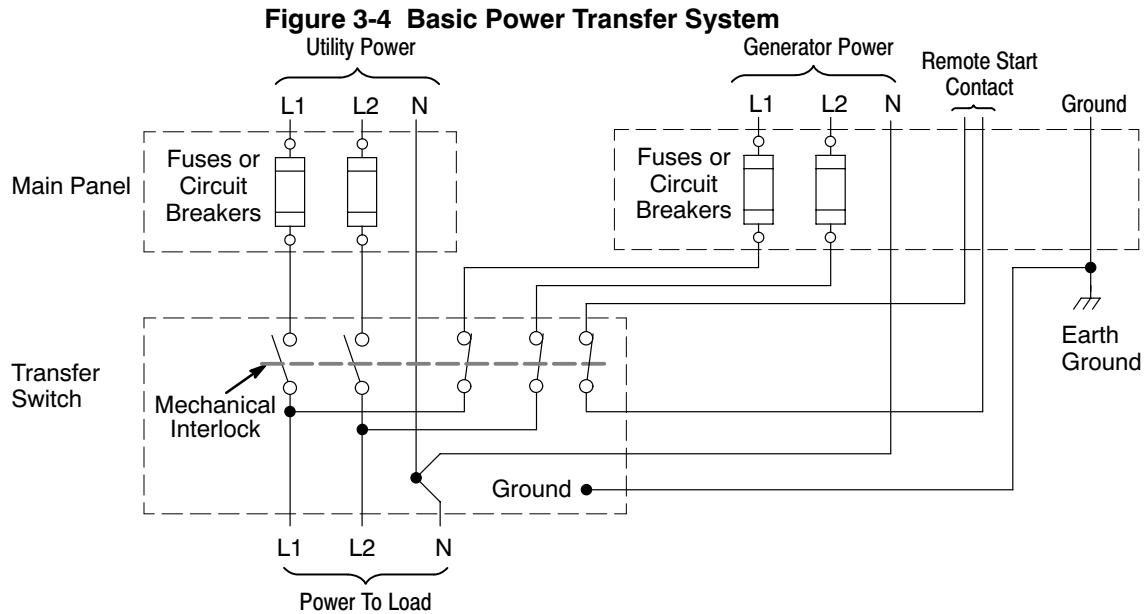 Figure 3-4 Basic Power Transfer System
Utility Power
Generator Power
Remote Start
Contact
L1 L2 N
L1 L2 N
Ground
Main Panel
Fuses or
Circuit
Breakers
Fuses or
Circuit
Breakers
Earth
Ground
Transfer
Switch
Mechanical
Interlock
Ground
L1 L2 N
Power To Load